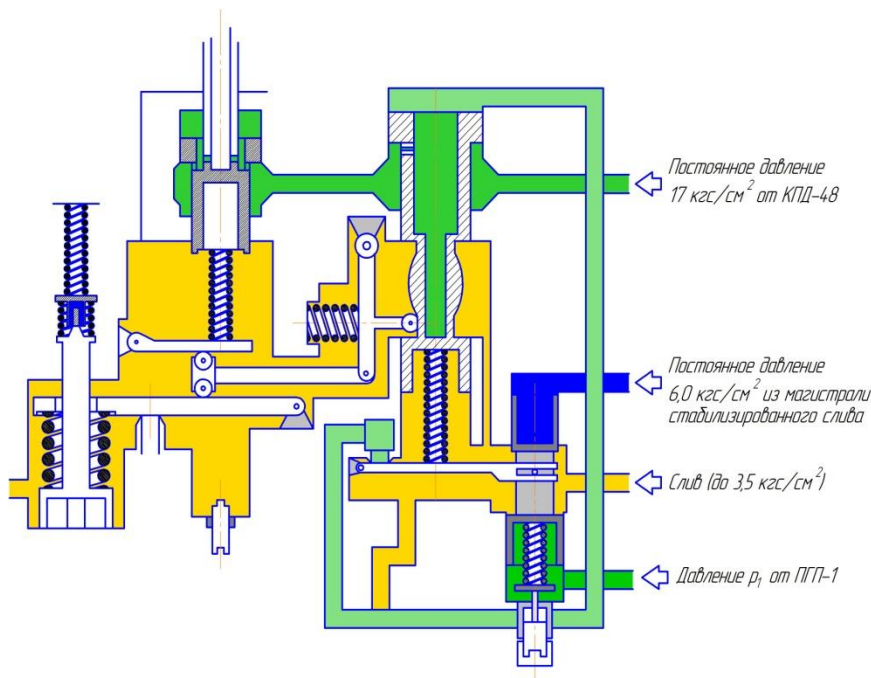 Постоянное давление
17 кгс/см² от КПД-48
Постоянное давление
6,0 кгс/см² из магистрали
стабилизированного слива
Слив (до 3,5 кгс/см²)
Давление р₁ от ПГП-1